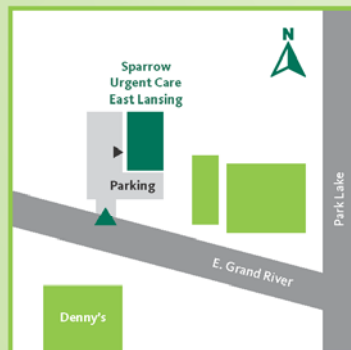 N
Sparrow
Urgent Care
East Lansing
Parking
Park Lake
E. Grand River
Denny's